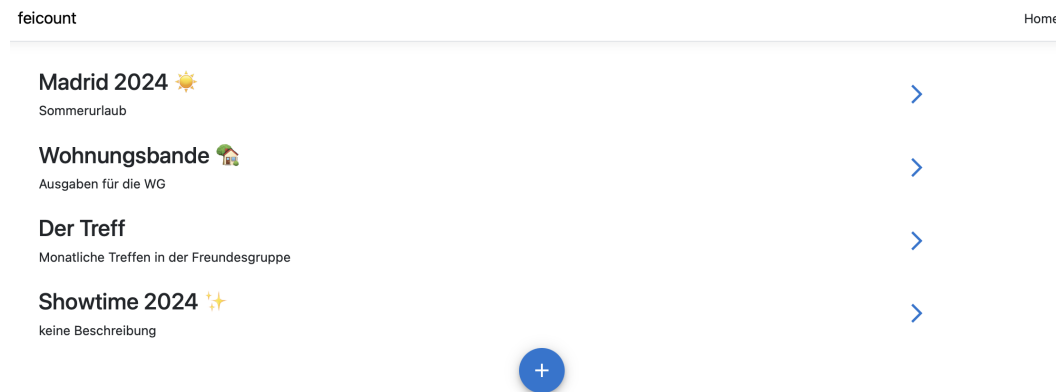 feicount
Home
Madrid 2024 ☀️
Sommerurlaub
Wohnungsbande 🏡
Ausgaben für die WG
Der Treff
Monatliche Treffen in der Freundesgruppe
Showtime 2024 ✨
keine Beschreibung
+